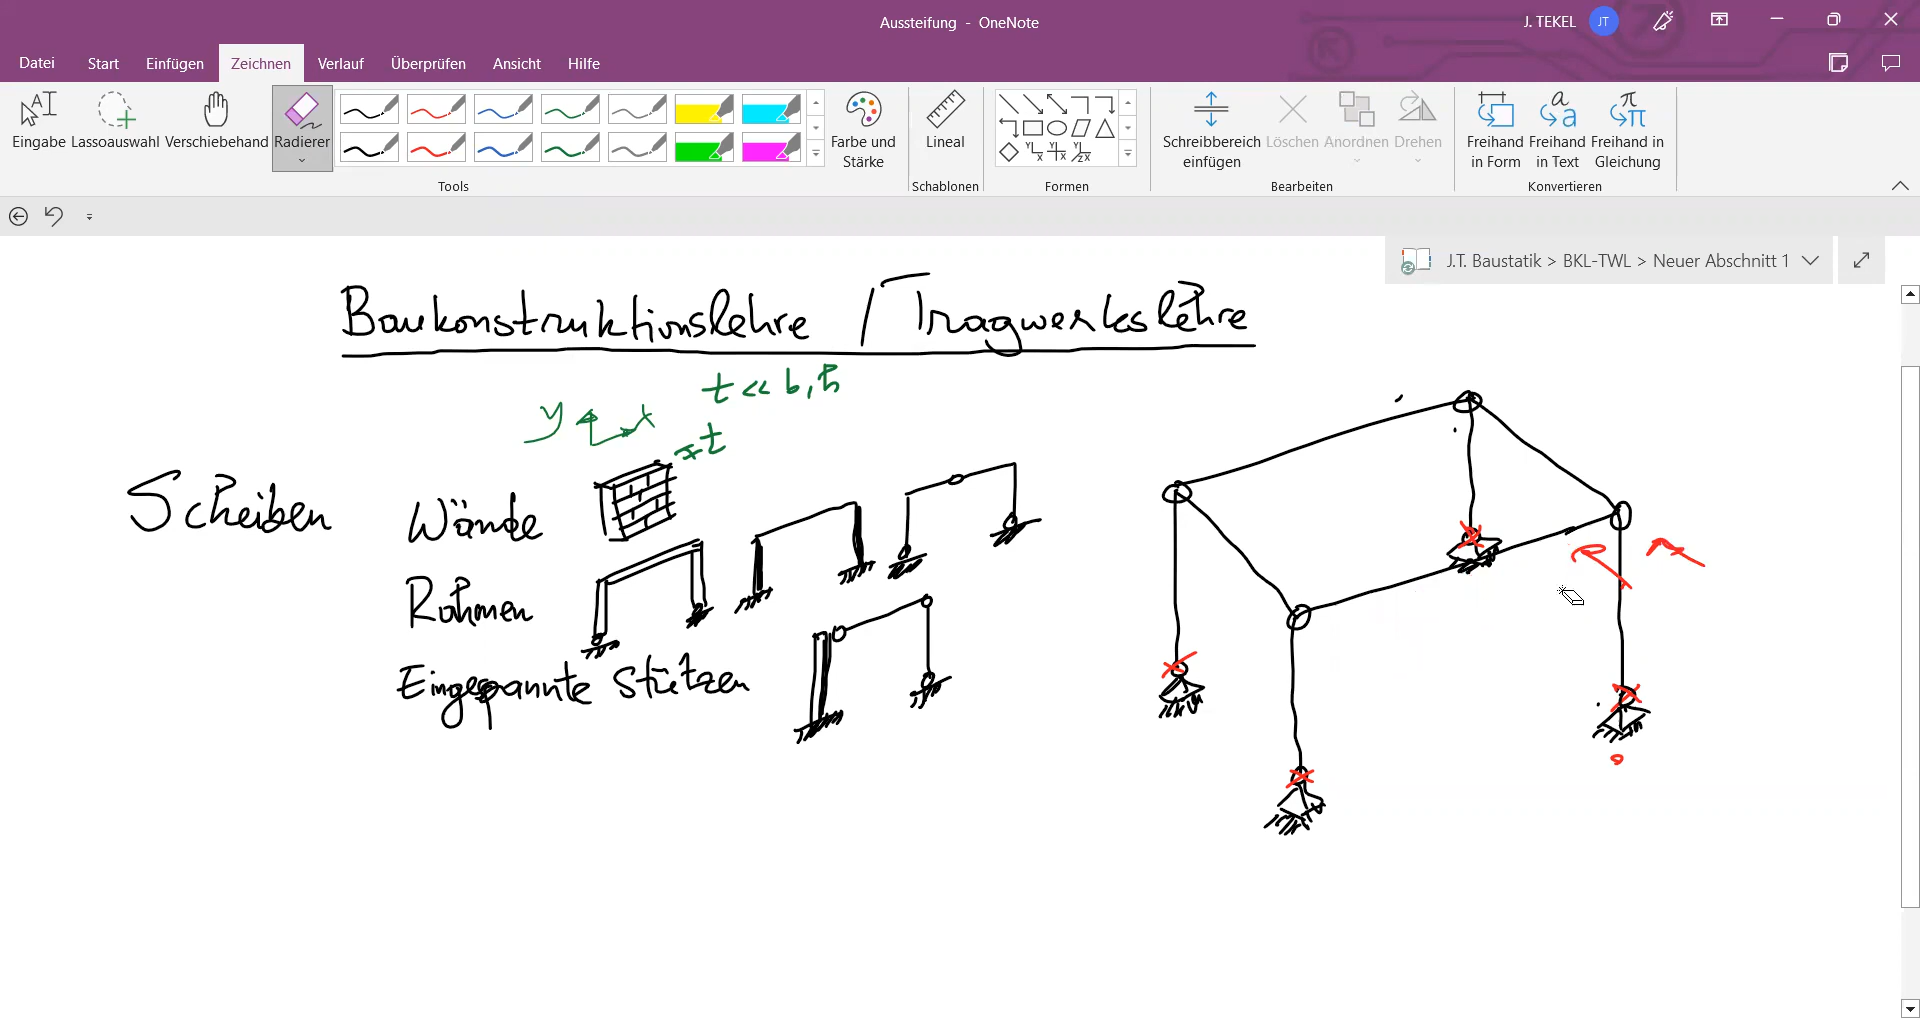 Aussteifung - OneNote
J. TEKEL
JT
Datei Start Einfügen Zeichnen Verlauf Überprüfen Ansicht Hilfe
Eingabe Lassoauswahl Verschiebehand Radierer
Farbe und Stärke
Lineal
Schreibbereich einfügen
Löschen Anordnen Drehen
Freihand in Form
Freihand in Text
Freihand in Gleichung
Tools Schablonen Formen Bearbeiten Konvertieren
J.T. Baustatik > BKL-TWL > Neuer Abschnitt 1
Baukonstruktionslehre / Tragwerkslehre
t << b, h
y x
t
Scheiben Wände
Rahmen
Eingespannte Stützen